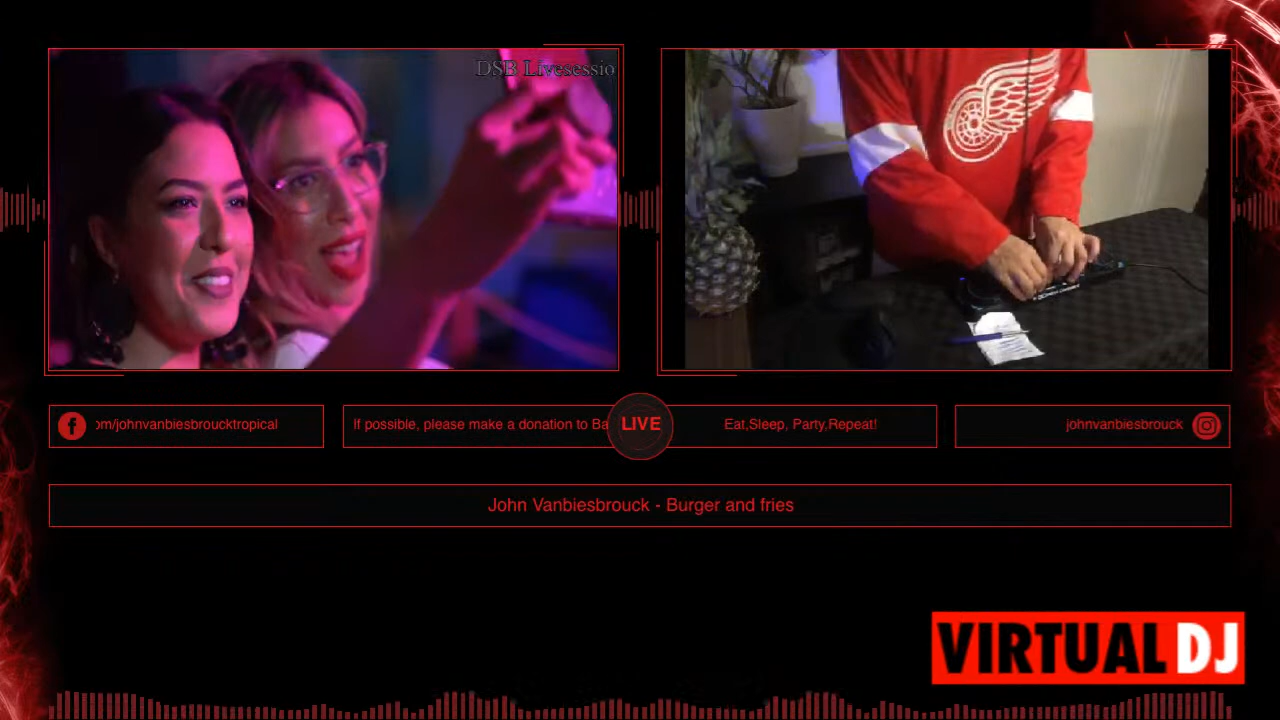 DSB Livesessio
om/johnvanbiesbroucktropical
If possible, please make a donation to Ba
LIVE
Eat,Sleep, Party,Repeat!
johnvanbiesbrouck
John Vanbiesbrouck - Burger and fries
VIRTUAL DJ